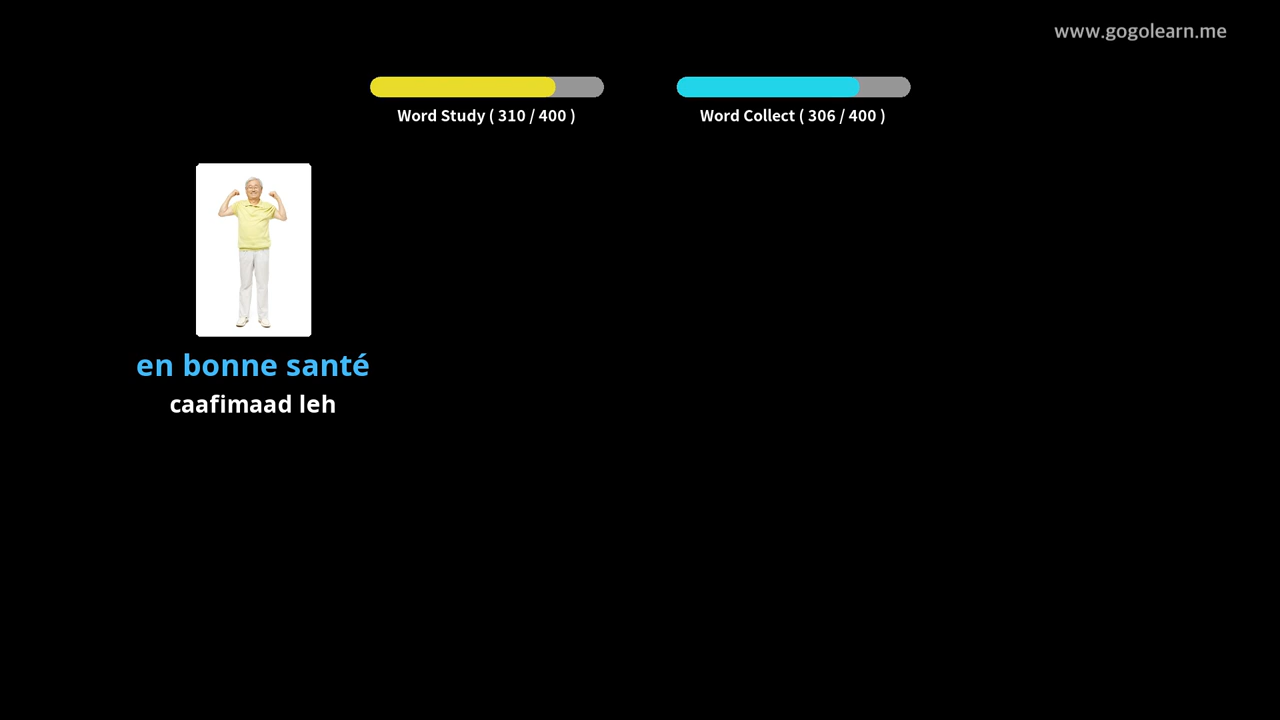 www.gogolearn.me
Word Study ( 310 / 400 )
Word Collect ( 306 / 400 )
en bonne santé
caafimaad leh